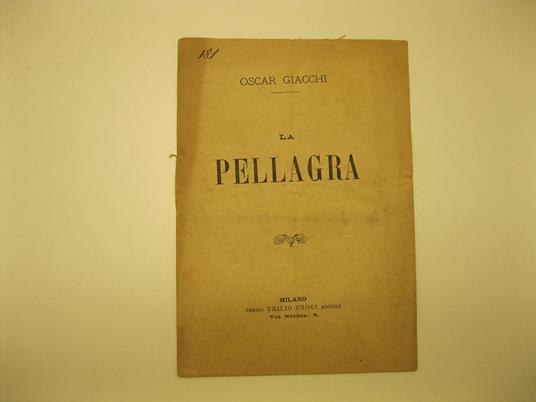 181
OSCAR GIACCHI
LA
PELLAGRA
MILANO
PRESSO EMILIO CROCI EDITORE
Via Nerino, 8.